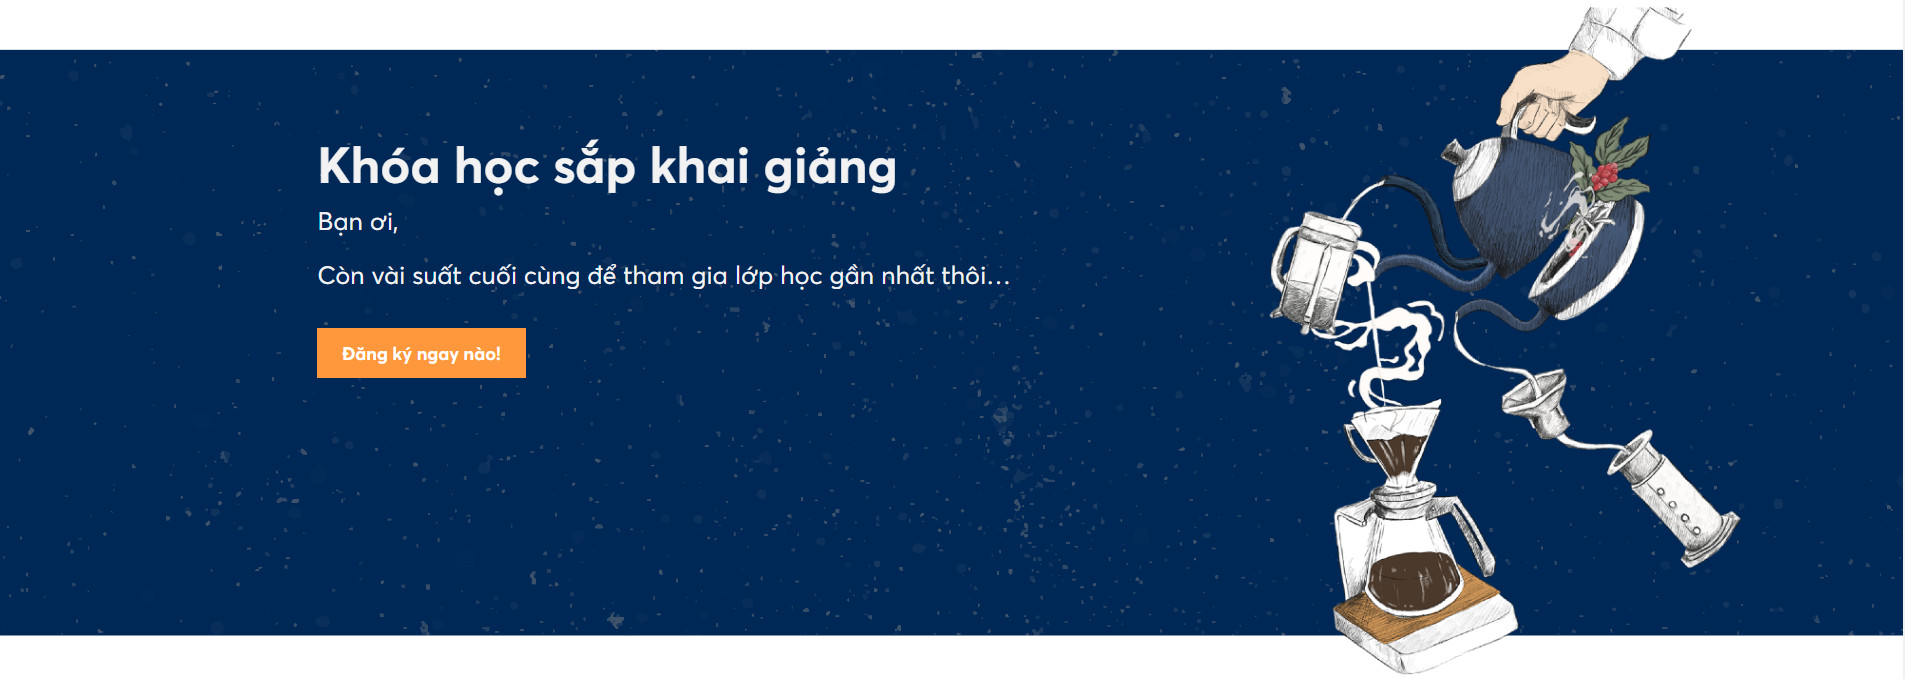 Khóa học sắp khai giảng
Bạn ơi,
Còn vài suất cuối cùng để tham gia lớp học gần nhất thôi…
Đăng ký ngay nào!